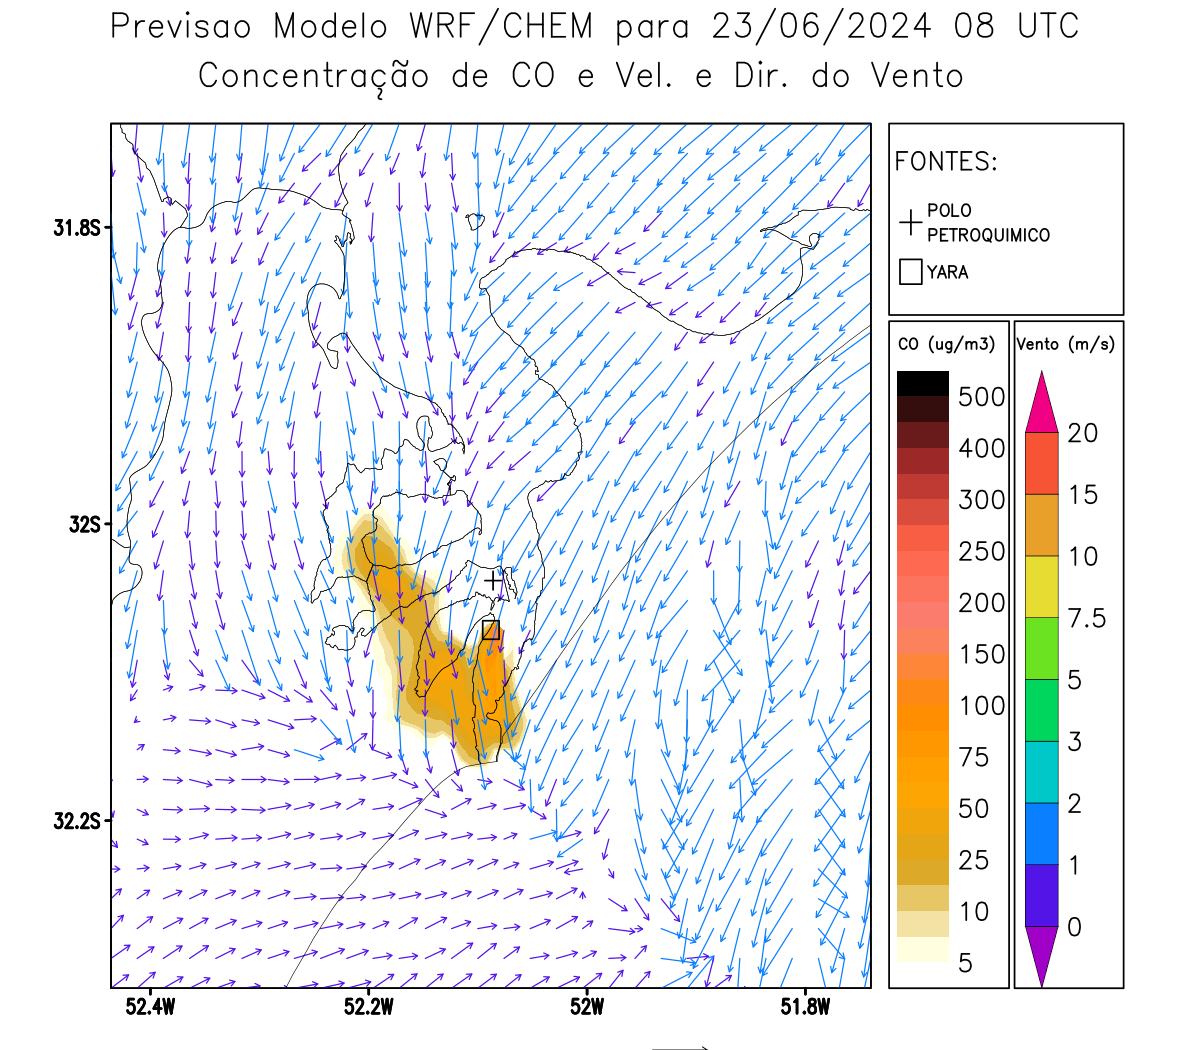 Previsao Modelo WRF/CHEM para 23/06/2024 08 UTC
Concentração de CO e Vel. e Dir. do Vento
FONTES:
POLO
PETROQUIMICO
YARA
31.8S
32S
32.2S
52.4W
52.2W
52W
51.8W
CO (ug/m3)
500
400
300
250
200
150
100
75
50
25
10
5
Vento (m/s)
20
15
10
7.5
5
3
2
1
0